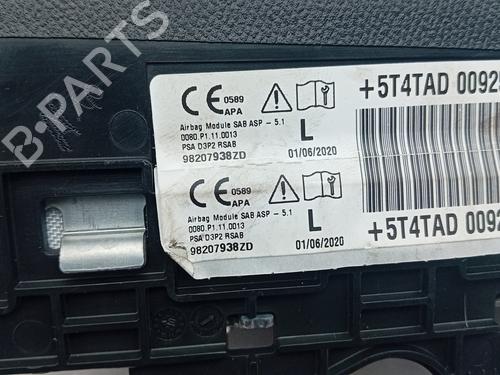 B-PARTS
CE 0589
APA
Airbag Module SAB ASP - 5.1
0080.P1.11.0013
PSA D3P2 RSAB
98207938ZD
L
01/06/2020
+5T4TAD
CE 0589
APA
Airbag Module SAB ASP - 5.1
0080.P1.11.0013
PSA D3P2 RSAB
98207938ZD
L
01/06/2020
+5T4TAD